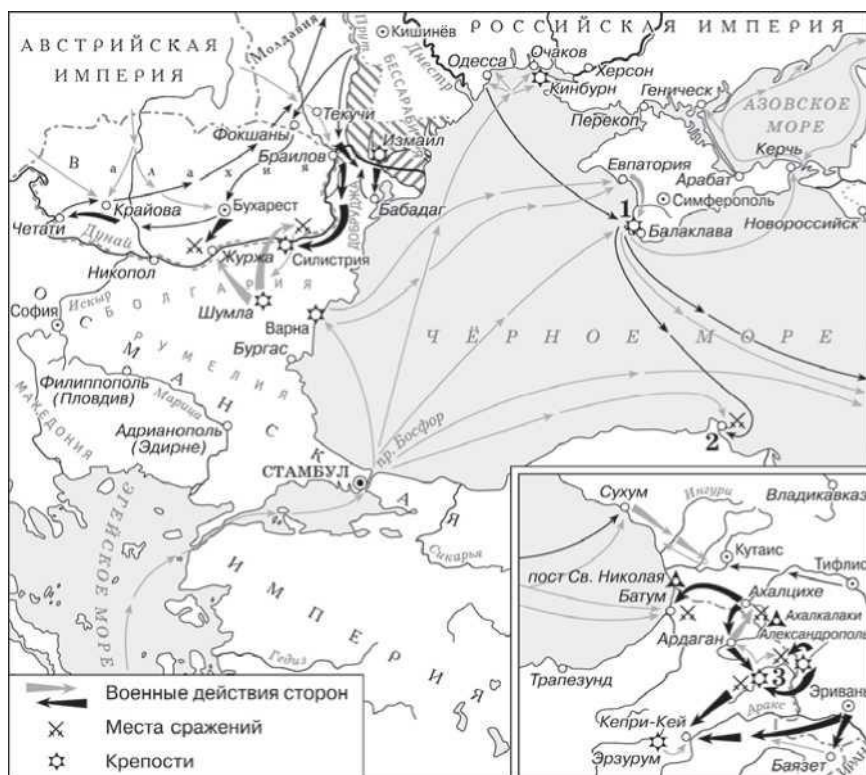 АВСТРИЙСКАЯ
ИМПЕРИЯ
РОССИЙСКАЯ ИМПЕРИЯ
Молдавия
Прут
Кишинёв
Днестр
БЕССАРАБИЯ
Одесса
Очаков
Кинбурн
Херсон
Геническ
Перекоп
АЗОВСКОЕ
МОРЕ
Керчь
Арабат
Евпатория
Симферополь
1
Балаклава
Новороссийск
Текучи
Фокшаны
Браилов
Измаил
Валахия
Крайова
Бухарест
Бабадаг
ДОБРУДЖА
Четати
Дунай
Журжа
Силистрия
Никопол
Искыр
БОЛГАРИЯ
София
Шумла
Варна
РУМЕЛИЯ
Бургас
ЧЁРНОЕ МОРЕ
Филиппополь
(Пловдив)
Марица
МАКЕДОНИЯ
Адрианополь
(Эдирне)
ОСМАНСКАЯ
ИМПЕРИЯ
пр. Босфор
СТАМБУЛ
2
ЭГЕЙСКОЕ МОРЕ
Сакарья
Гедиз
Сухум
Ингури
Владикавказ
Кутаис
Тифлис
пост Св. Николая
Батум
Ахалцихе
Ахалкалаки
Ардаган
Александрополь
3
Трапезунд
Эривань
Аракс
Кепри-Кей
Эрзурум
Баязет
Военные действия сторон
Места сражений
Крепости